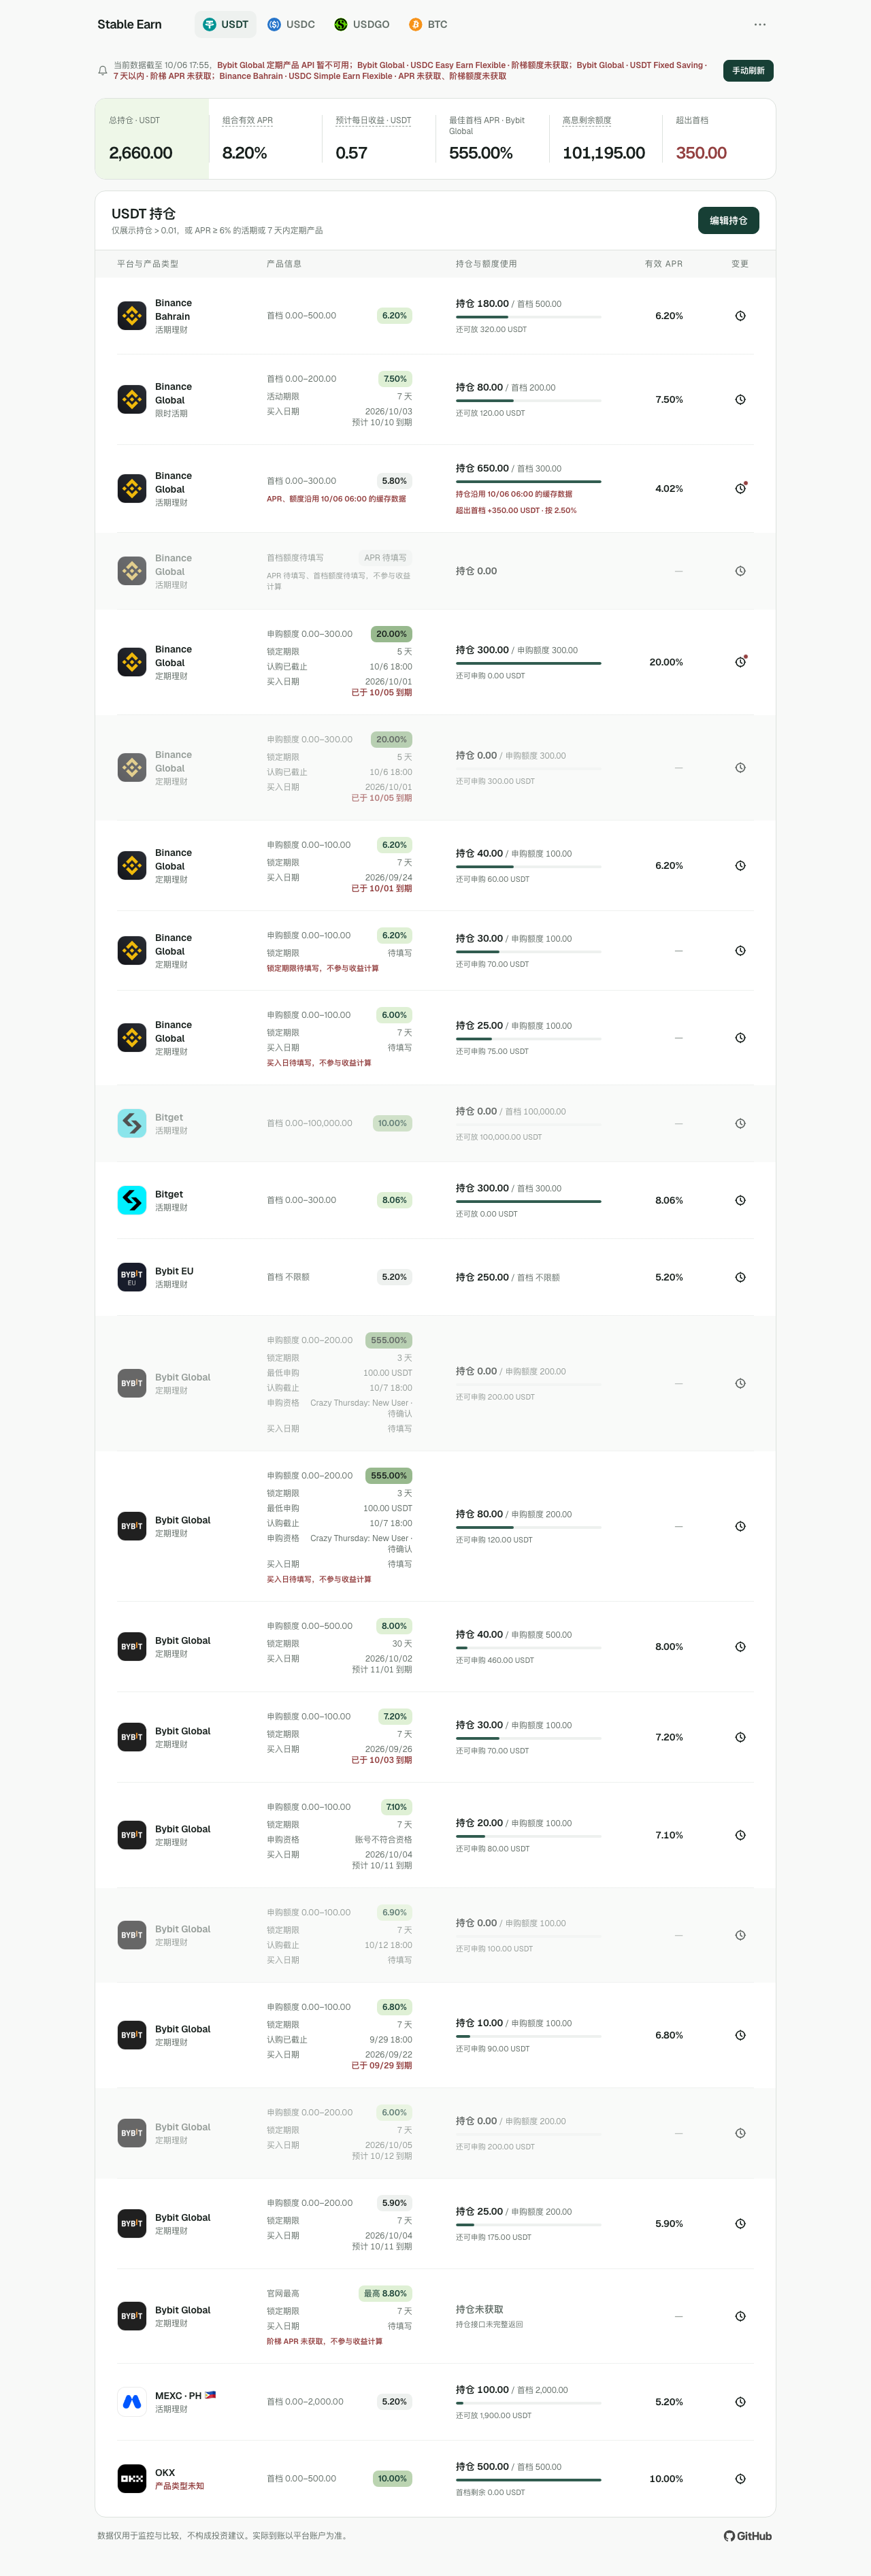 Stable Earn
USDT
USDC
USDGO
BTC
当前数据截至 10/06 17:55，Bybit Global 定期产品 API 暂不可用；Bybit Global · USDC Easy Earn Flexible · 阶梯额度未获取；Bybit Global · USDT Fixed Saving ·
7 天以内 · 阶梯 APR 未获取；Binance Bahrain · USDC Simple Earn Flexible · APR 未获取、阶梯额度未获取
手动刷新
总持仓 · USDT
2,660.00
组合有效 APR
8.20%
预计每日收益 · USDT
0.57
最佳首档 APR · Bybit
Global
555.00%
高息剩余额度
101,195.00
超出首档
350.00
USDT 持仓
仅展示持仓 > 0.01，或 APR ≥ 6% 的活期或 7 天内定期产品
编辑持仓
平台与产品类型
产品信息
持仓与额度使用
有效 APR
变更
Binance
Bahrain
活期理财
首档 0.00–500.00
6.20%
持仓 180.00 / 首档 500.00
还可放 320.00 USDT
6.20%
Binance
Global
限时活期
首档 0.00–200.00
7.50%
活动期限
7 天
买入日期
2026/10/03
预计 10/10 到期
持仓 80.00 / 首档 200.00
还可放 120.00 USDT
7.50%
Binance
Global
活期理财
首档 0.00–300.00
5.80%
APR、额度沿用 10/06 06:00 的缓存数据
持仓 650.00 / 首档 300.00
持仓沿用 10/06 06:00 的缓存数据
超出首档 +350.00 USDT · 按 2.50%
4.02%
Binance
Global
活期理财
首档额度待填写
APR 待填写
APR 待填写，首档额度待填写，不参与收益
计算
持仓 0.00
—
Binance
Global
定期理财
申购额度 0.00–300.00
20.00%
锁定期限
5 天
认购已截止
10/6 18:00
买入日期
2026/10/01
已于 10/05 到期
持仓 300.00 / 申购额度 300.00
还可申购 0.00 USDT
20.00%
Binance
Global
定期理财
申购额度 0.00–300.00
20.00%
锁定期限
5 天
认购已截止
10/6 18:00
买入日期
2026/10/01
已于 10/05 到期
持仓 0.00 / 申购额度 300.00
还可申购 300.00 USDT
—
Binance
Global
定期理财
申购额度 0.00–100.00
6.20%
锁定期限
7 天
买入日期
2026/09/24
已于 10/01 到期
持仓 40.00 / 申购额度 100.00
还可申购 60.00 USDT
6.20%
Binance
Global
定期理财
申购额度 0.00–100.00
6.20%
锁定期限
待填写
锁定期限待填写，不参与收益计算
持仓 30.00 / 申购额度 100.00
还可申购 70.00 USDT
—
Binance
Global
定期理财
申购额度 0.00–100.00
6.00%
锁定期限
7 天
买入日期
待填写
买入日待填写，不参与收益计算
持仓 25.00 / 申购额度 100.00
还可申购 75.00 USDT
—
Bitget
活期理财
首档 0.00–100,000.00
10.00%
持仓 0.00 / 首档 100,000.00
还可放 100,000.00 USDT
—
Bitget
活期理财
首档 0.00–300.00
8.06%
持仓 300.00 / 首档 300.00
还可放 0.00 USDT
8.06%
BYBIT
EU
Bybit EU
活期理财
首档 不限额
5.20%
持仓 250.00 / 首档 不限额
5.20%
BYBIT
Bybit Global
定期理财
申购额度 0.00–200.00
555.00%
锁定期限
3 天
最低申购
100.00 USDT
认购截止
10/7 18:00
申购资格
Crazy Thursday: New User ·
待确认
买入日期
待填写
持仓 0.00 / 申购额度 200.00
还可申购 200.00 USDT
—
BYBIT
Bybit Global
定期理财
申购额度 0.00–200.00
555.00%
锁定期限
3 天
最低申购
100.00 USDT
认购截止
10/7 18:00
申购资格
Crazy Thursday: New User ·
待确认
买入日期
待填写
买入日待填写，不参与收益计算
持仓 80.00 / 申购额度 200.00
还可申购 120.00 USDT
—
BYBIT
Bybit Global
定期理财
申购额度 0.00–500.00
8.00%
锁定期限
30 天
买入日期
2026/10/02
预计 11/01 到期
持仓 40.00 / 申购额度 500.00
还可申购 460.00 USDT
8.00%
BYBIT
Bybit Global
定期理财
申购额度 0.00–100.00
7.20%
锁定期限
7 天
买入日期
2026/09/26
已于 10/03 到期
持仓 30.00 / 申购额度 100.00
还可申购 70.00 USDT
7.20%
BYBIT
Bybit Global
定期理财
申购额度 0.00–100.00
7.10%
锁定期限
7 天
申购资格
账号不符合资格
买入日期
2026/10/04
预计 10/11 到期
持仓 20.00 / 申购额度 100.00
还可申购 80.00 USDT
7.10%
BYBIT
Bybit Global
定期理财
申购额度 0.00–100.00
6.90%
锁定期限
7 天
认购截止
10/12 18:00
买入日期
待填写
持仓 0.00 / 申购额度 100.00
还可申购 100.00 USDT
—
BYBIT
Bybit Global
定期理财
申购额度 0.00–100.00
6.80%
锁定期限
7 天
认购已截止
9/29 18:00
买入日期
2026/09/22
已于 09/29 到期
持仓 10.00 / 申购额度 100.00
还可申购 90.00 USDT
6.80%
BYBIT
Bybit Global
定期理财
申购额度 0.00–200.00
6.00%
锁定期限
7 天
买入日期
2026/10/05
预计 10/12 到期
持仓 0.00 / 申购额度 200.00
还可申购 200.00 USDT
—
BYBIT
Bybit Global
定期理财
申购额度 0.00–200.00
5.90%
锁定期限
7 天
买入日期
2026/10/04
预计 10/11 到期
持仓 25.00 / 申购额度 200.00
还可申购 175.00 USDT
5.90%
BYBIT
Bybit Global
定期理财
官网最高
最高 8.80%
锁定期限
7 天
买入日期
待填写
阶梯 APR 未获取，不参与收益计算
持仓未获取
持仓接口未完整返回
—
MEXC · PH
活期理财
首档 0.00–2,000.00
5.20%
持仓 100.00 / 首档 2,000.00
还可放 1,900.00 USDT
5.20%
OKX
OKX
产品类型未知
首档 0.00–500.00
10.00%
持仓 500.00 / 首档 500.00
首档剩余 0.00 USDT
10.00%
数据仅用于监控与比较，不构成投资建议。实际到账以平台账户为准。
GitHub